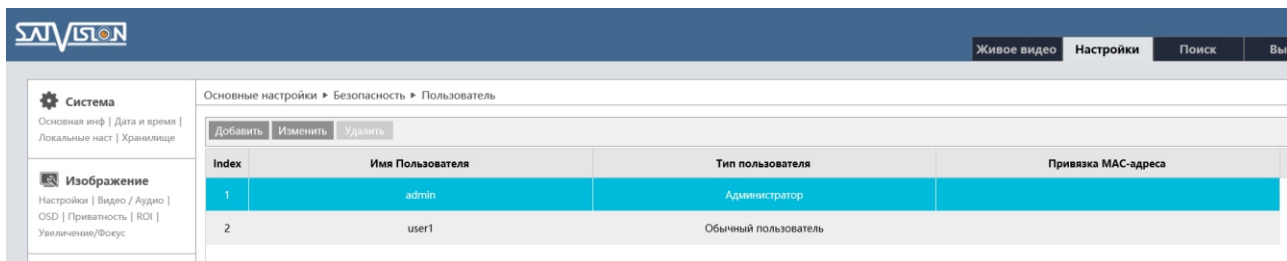 SATVISION
Живое видео Настройки Поиск Вы
Система
Основная инф | Дата и время |
Локальные наст | Хранилище
Изображение
Настройки | Видео / Аудио |
OSD | Приватность | ROI |
Увеличение/Фокус
Основные настройки ▸ Безопасность ▸ Пользователь
Добавить Изменить Удалить
Index Имя Пользователя Тип пользователя Привязка MAC-адреса
1 admin Администратор
2 user1 Обычный пользователь